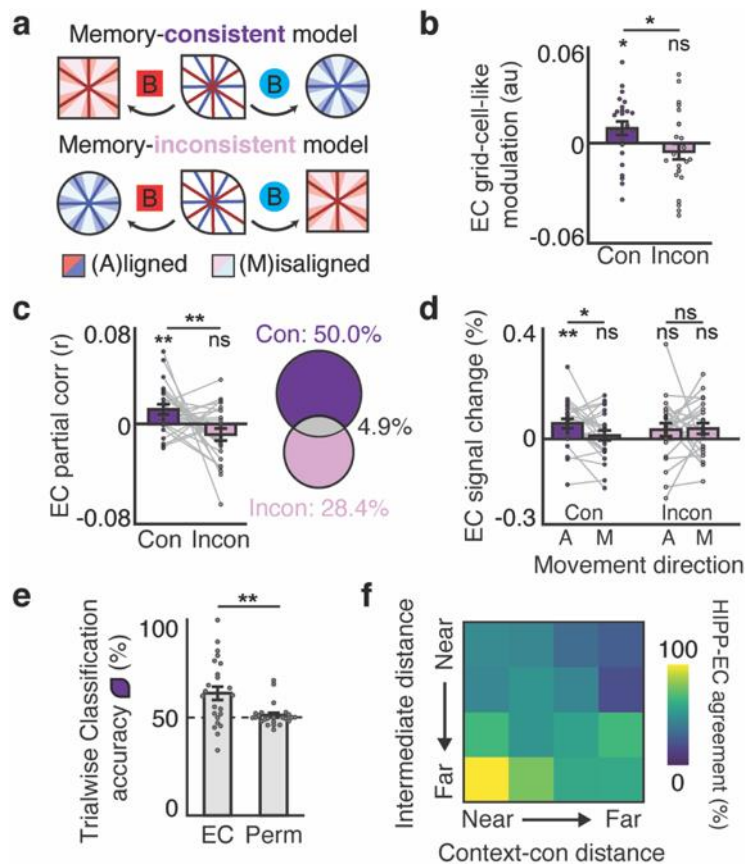 a
Memory-consistent model
B B
Memory-inconsistent model
B B
(A)ligned (M)isaligned
b
EC grid-cell-like
modulation (au)
0.06
0
-0.06
*
* ns
Con Incon
c
EC partial corr (r)
0.08
0
-0.08
**
** ns
Con Incon
Con: 50.0%
4.9%
Incon: 28.4%
d
EC signal change (%)
0.4
0
-0.3
* ns
** ns ns ns
Con Incon
A M A M
Movement direction
e
Trialwise Classification
accuracy (%)
100
50
0
**
EC Perm
f
Intermediate distance
Near
Far
Near Far
Context-con distance
100
0
HIPP-EC
agreement (%)